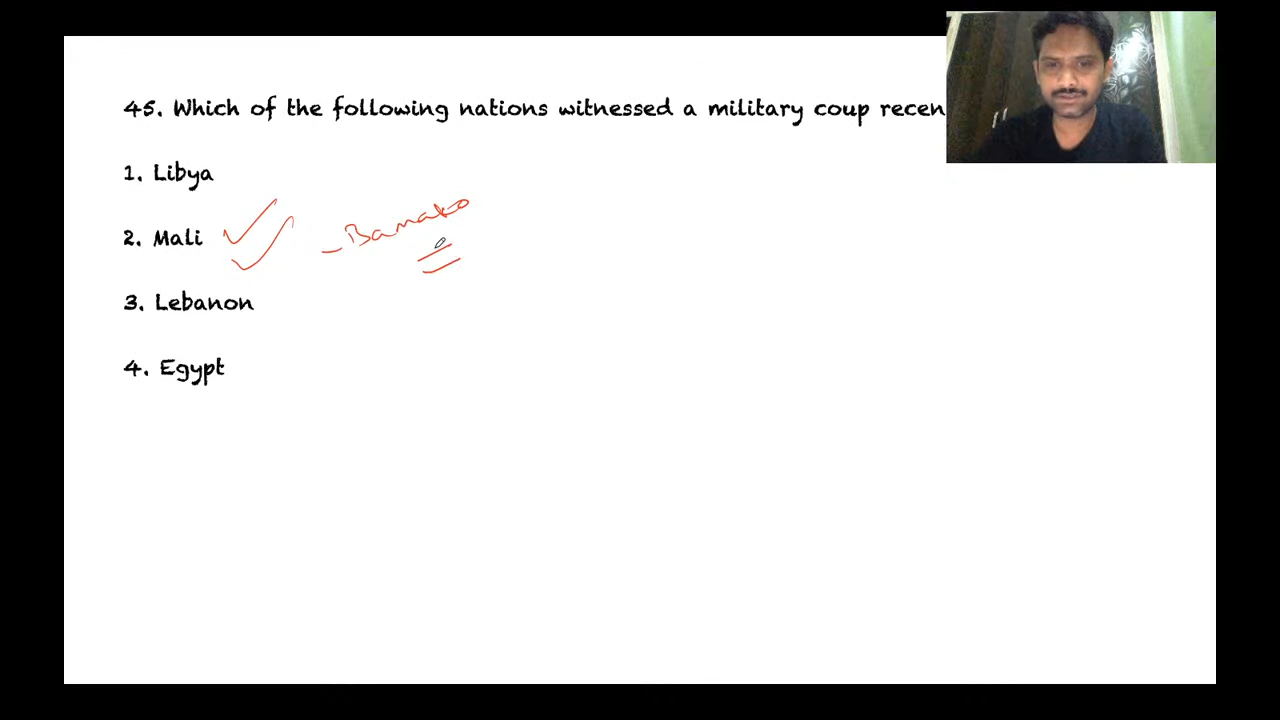 45. Which of the following nations witnessed a military coup recen
1. Libya
2. Mali - Bamako
3. Lebanon
4. Egypt